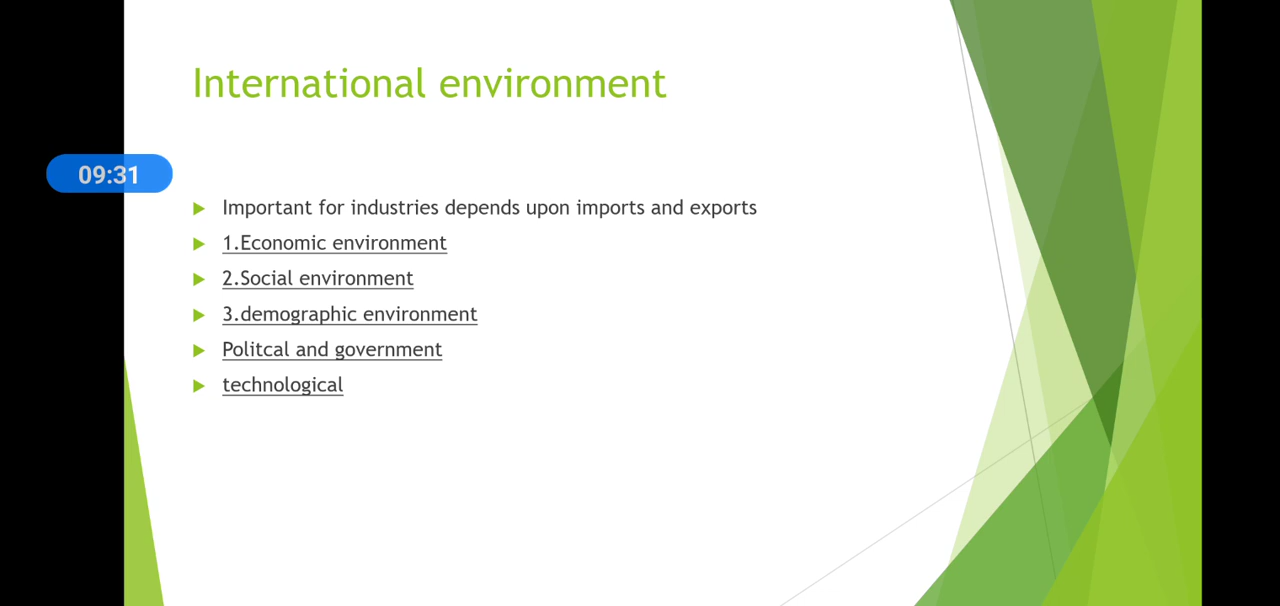 International environment
09:31
Important for industries depends upon imports and exports
1.Economic environment
2.Social environment
3.demographic environment
Politcal and government
technological